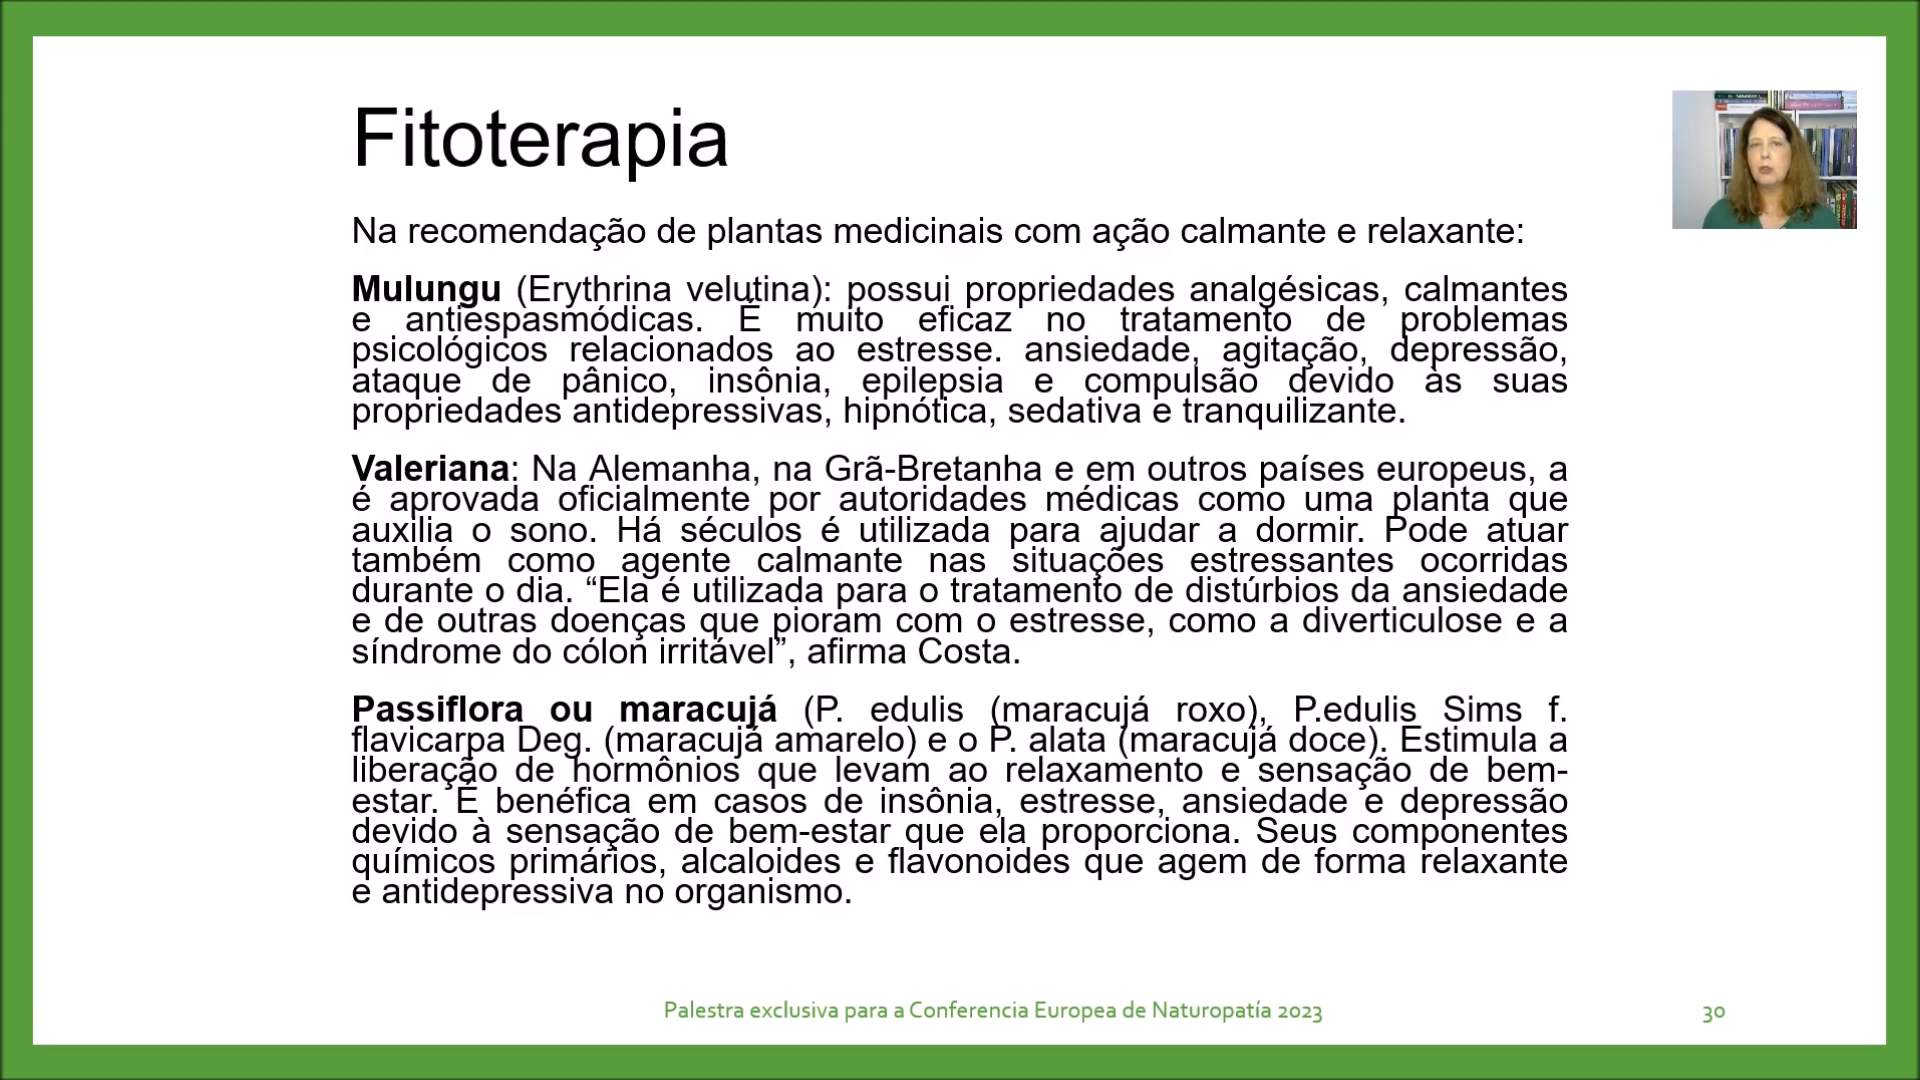 Fitoterapia
Na recomendação de plantas medicinais com ação calmante e relaxante:
Mulungu (Erythrina velutina): possui propriedades analgésicas, calmantes
e antiespasmódicas. É muito eficaz no tratamento de problemas
psicológicos relacionados ao estresse. ansiedade, agitação, depressão,
ataque de pânico, insônia, epilepsia e compulsão devido às suas
propriedades antidepressivas, hipnótica, sedativa e tranquilizante.
Valeriana: Na Alemanha, na Grã-Bretanha e em outros países europeus, a
é aprovada oficialmente por autoridades médicas como uma planta que
auxilia o sono. Há séculos é utilizada para ajudar a dormir. Pode atuar
também como agente calmante nas situações estressantes ocorridas
durante o dia. “Ela é utilizada para o tratamento de distúrbios da ansiedade
e de outras doenças que pioram com o estresse, como a diverticulose e a
síndrome do cólon irritável”, afirma Costa.
Passiflora ou maracujá (P. edulis (maracujá roxo), P.edulis Sims f.
flavicarpa Deg. (maracujá amarelo) e o P. alata (maracujá doce). Estimula a
liberação de hormônios que levam ao relaxamento e sensação de bem-
estar. É benéfica em casos de insônia, estresse, ansiedade e depressão
devido à sensação de bem-estar que ela proporciona. Seus componentes
químicos primários, alcaloides e flavonoides que agem de forma relaxante
e antidepressiva no organismo.
Palestra exclusiva para a Conferencia Europea de Naturopatía 2023
30